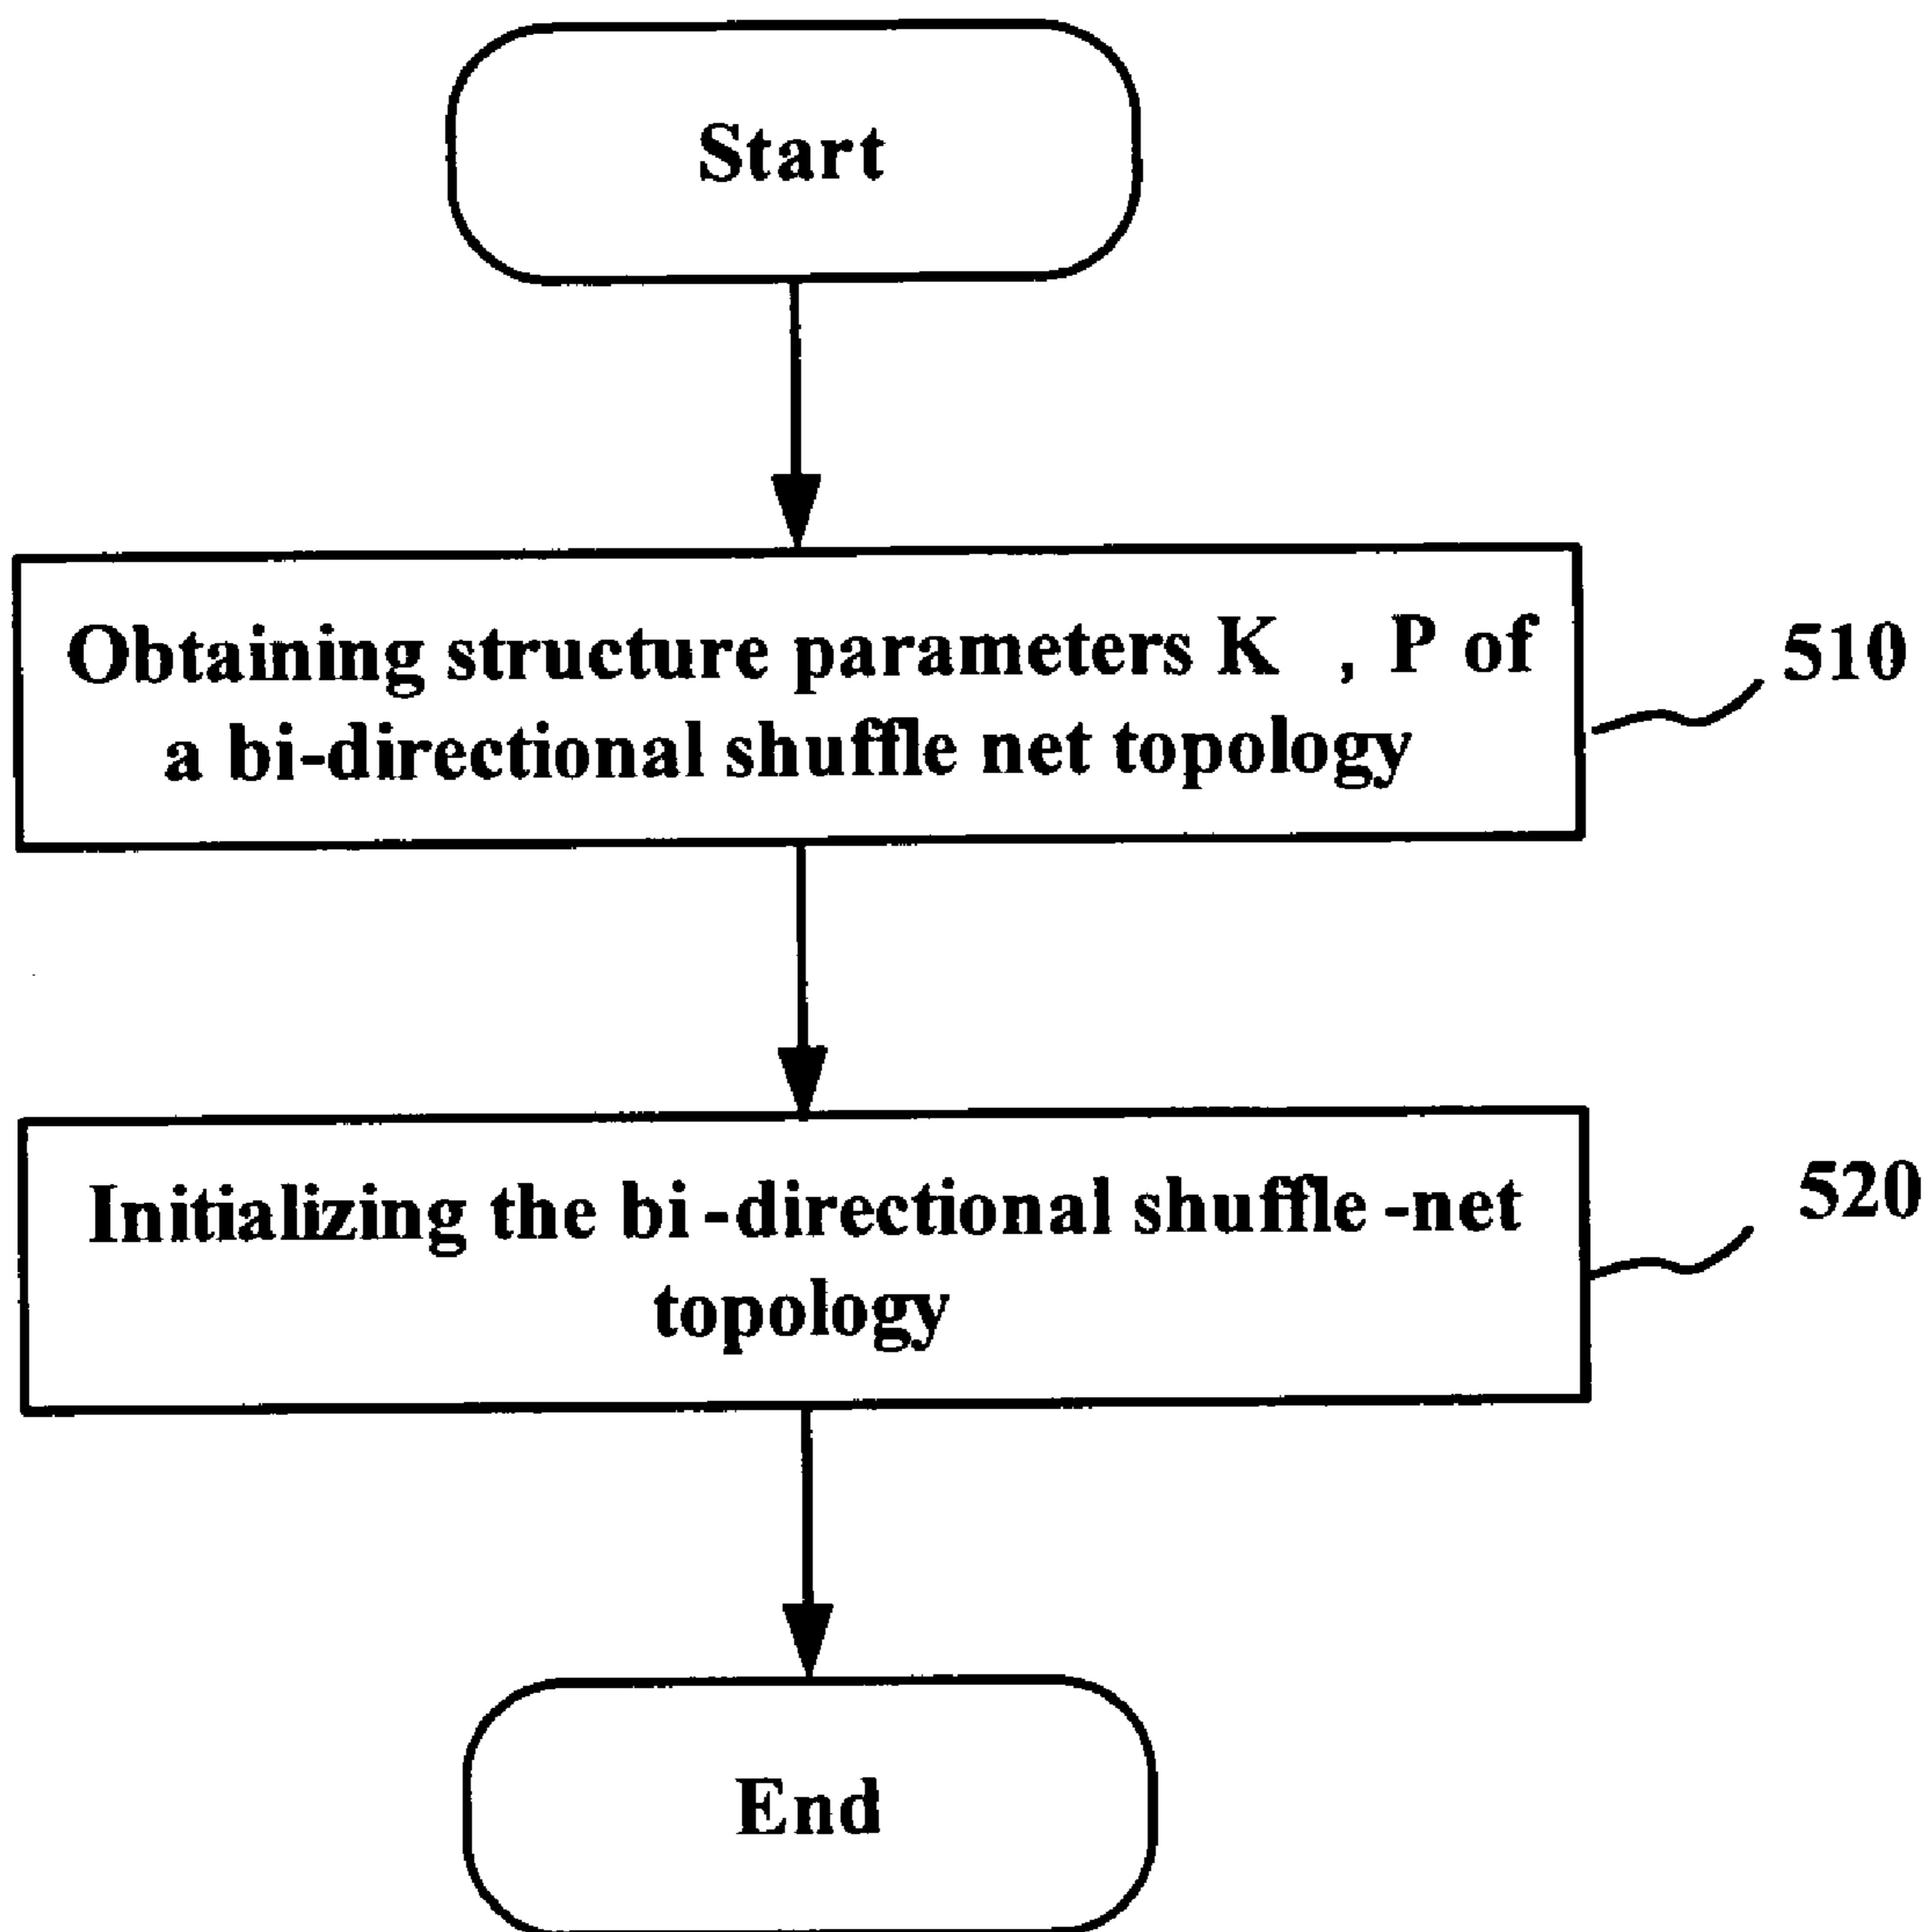 Start
Obtaining structure parameters K , P of
510
a bi-directional shuffle net topology
Initializing the bi-directional shuffle-net
520
topology
End